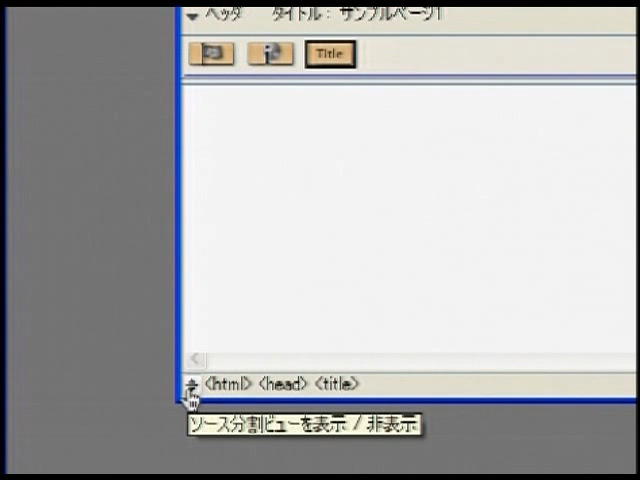 ヘッダ タイトル : サンプルページ1
Title
<html> <head> <title>
ソース分割ビューを表示 / 非表示